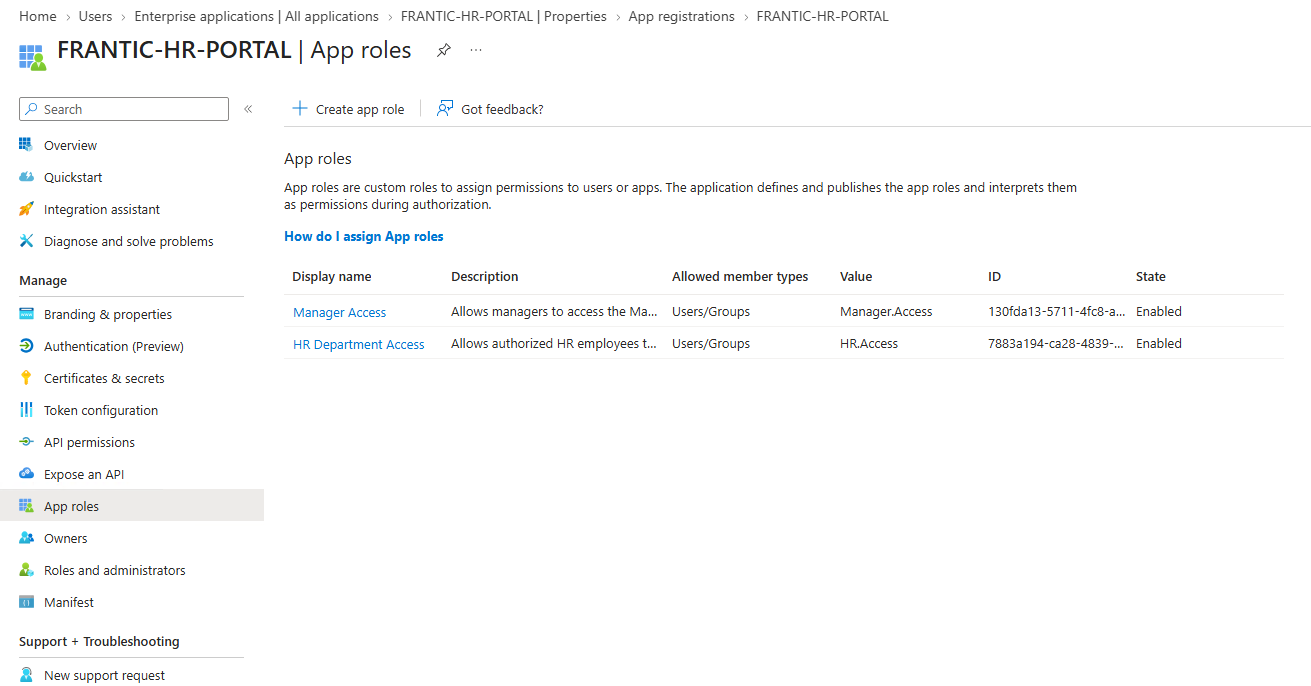 Home > Users > Enterprise applications | All applications > FRANTIC-HR-PORTAL | Properties > App registrations > FRANTIC-HR-PORTAL
FRANTIC-HR-PORTAL | App roles ...
Search «
Overview
Quickstart
Integration assistant
Diagnose and solve problems
Manage
Branding & properties
Authentication (Preview)
Certificates & secrets
Token configuration
API permissions
Expose an API
App roles
Owners
Roles and administrators
Manifest
Support + Troubleshooting
New support request
+ Create app role | Got feedback?
App roles
App roles are custom roles to assign permissions to users or apps. The application defines and publishes the app roles and interprets them
as permissions during authorization.
How do I assign App roles
Display name Description Allowed member types Value ID State
Manager Access Allows managers to access the Ma... Users/Groups Manager.Access 130fda13-5711-4fc8-a... Enabled
HR Department Access Allows authorized HR employees t... Users/Groups HR.Access 7883a194-ca28-4839-... Enabled